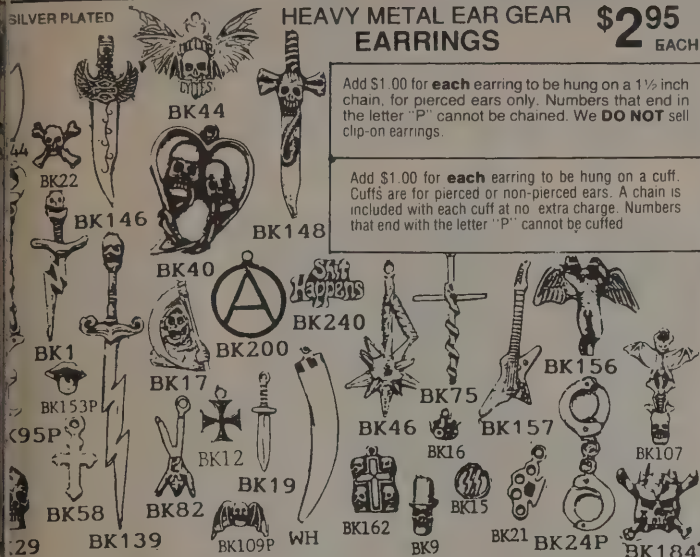 SILVER PLATED
HEAVY METAL EAR GEAR
EARRINGS
$2.95
EACH
Add $1.00 for each earring to be hung on a 1½ inch
chain, for pierced ears only. Numbers that end in
the letter "P" cannot be chained. We DO NOT sell
clip-on earrings.
Add $1.00 for each earring to be hung on a cuff.
Cuffs are for pierced or non-pierced ears. A chain is
included with each cuff at no extra charge. Numbers
that end with the letter "P" cannot be cuffed
BK44
44
BK22
BK146
BK148
BK40
Shit
Happens
BK200
BK240
BK1
BK17
BK156
BK75
BK153P
BK46
BK157
K95P
BK12
BK16
BK107
BK19
BK58
BK82
BK162
BK15
BK139
BK109P
WH
BK9
BK21
BK24P
BK184
:29